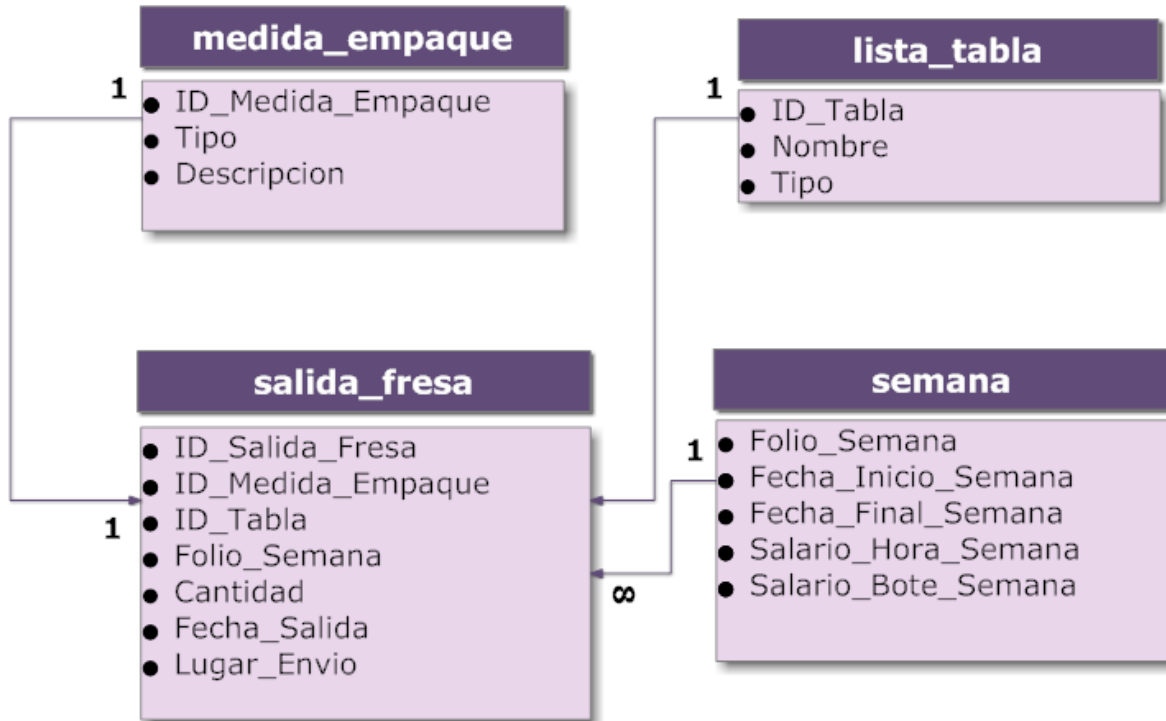 medida_empaque
1
ID_Medida_Empaque
Tipo
Descripcion
lista_tabla
1
ID_Tabla
Nombre
Tipo
salida_fresa
ID_Salida_Fresa
ID_Medida_Empaque
1
ID_Tabla
Folio_Semana
Cantidad
Fecha_Salida
Lugar_Envio
8
semana
1
Folio_Semana
Fecha_Inicio_Semana
Fecha_Final_Semana
Salario_Hora_Semana
Salario_Bote_Semana